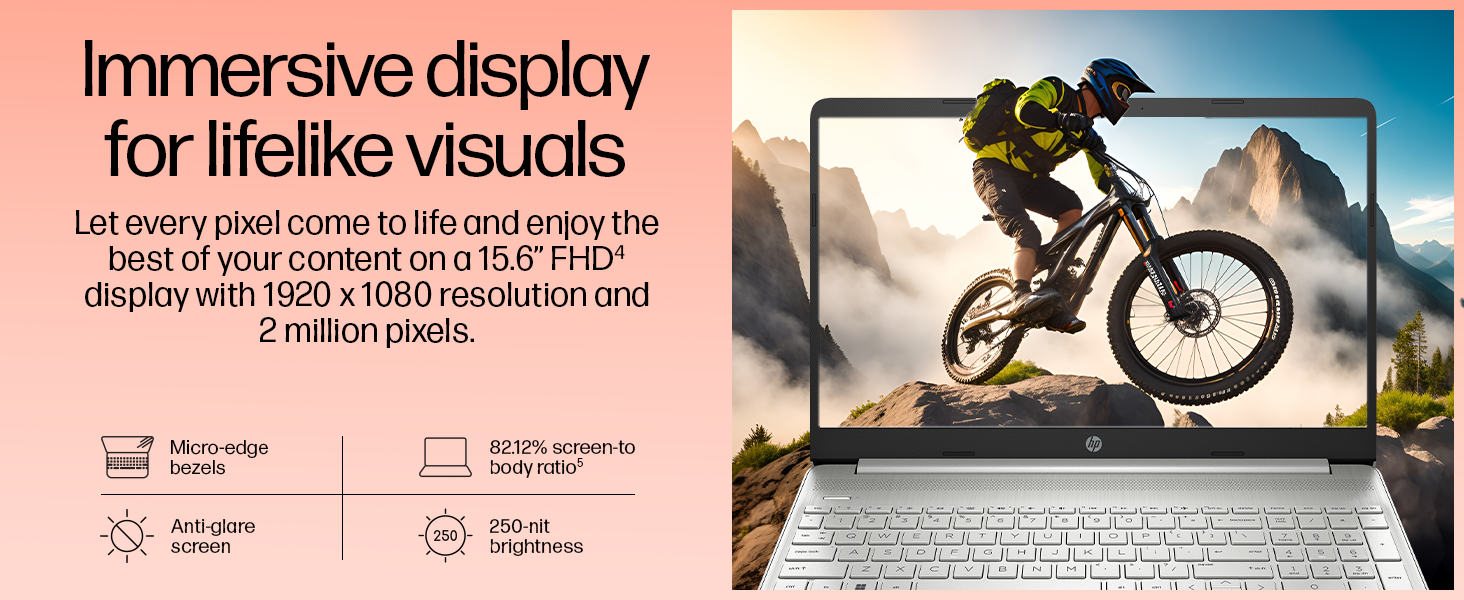 Immersive display
for lifelike visuals
Let every pixel come to life and enjoy the
best of your content on a 15.6” FHD⁴
display with 1920 x 1080 resolution and
2 million pixels.
Micro-edge
bezels
82.12% screen-to
body ratio⁵
Anti-glare
screen
250
250-nit
brightness
hp
Q W E R T Y U I O P
A S D F G H J K L
Z X C V B N M